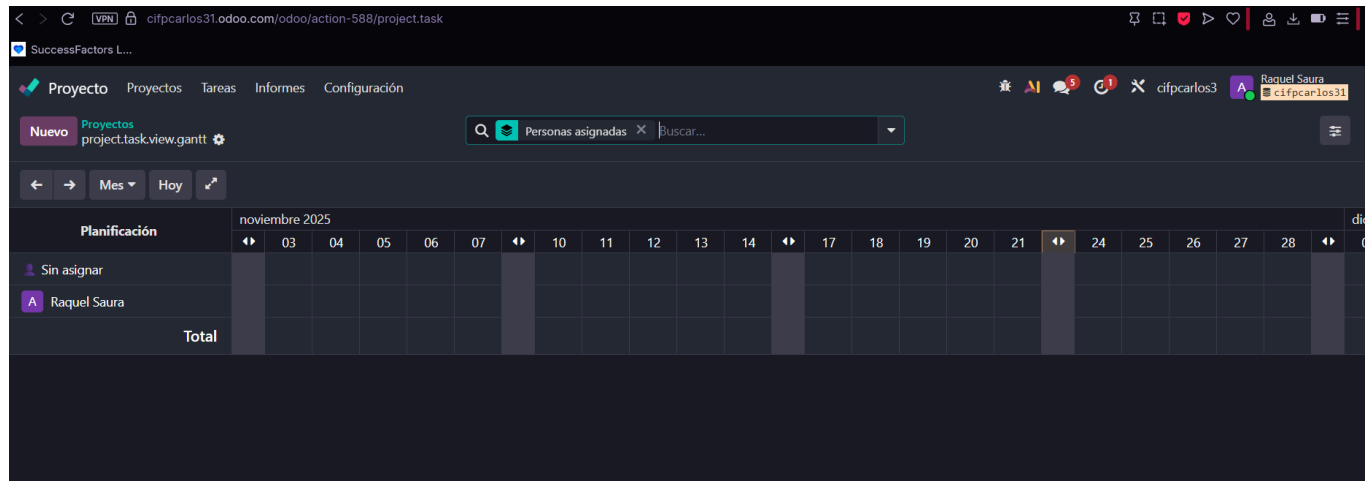 VPN cifpcarlos31.odoo.com/odoo/action-588/project.task
SuccessFactors L...
Proyecto Proyectos Tareas Informes Configuración AI 5 1 cifpcarlos3 A Raquel Saura
cifpcarlos31
Nuevo Proyectos
project.task.view.gantt
Personas asignadas Buscar...
Mes Hoy
Planificación
noviembre 2025 dic
03 04 05 06 07 10 11 12 13 14 17 18 19 20 21 24 25 26 27 28
Sin asignar
A Raquel Saura
Total